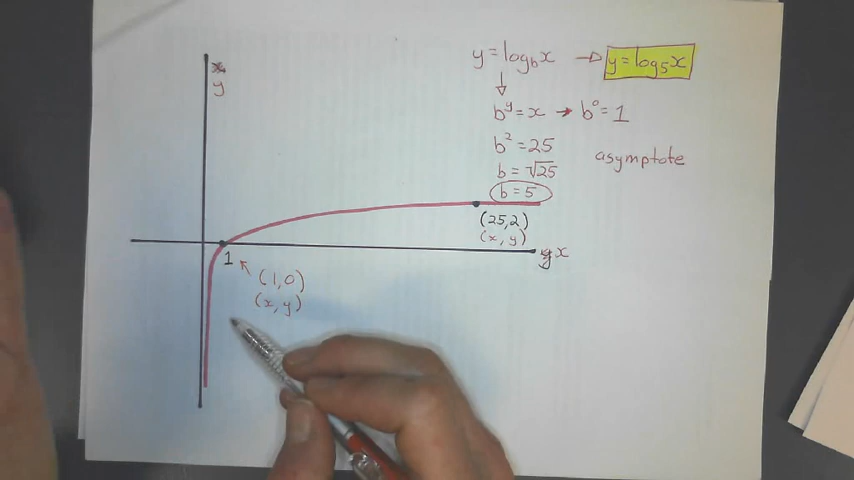 y = log_b x → y = log_5 x
b^y = x → b^0 = 1
b^2 = 25
asymptote
b = √25
b = 5
(25, 2)
(x, y)
y
x
1
(1, 0)
(x, y)